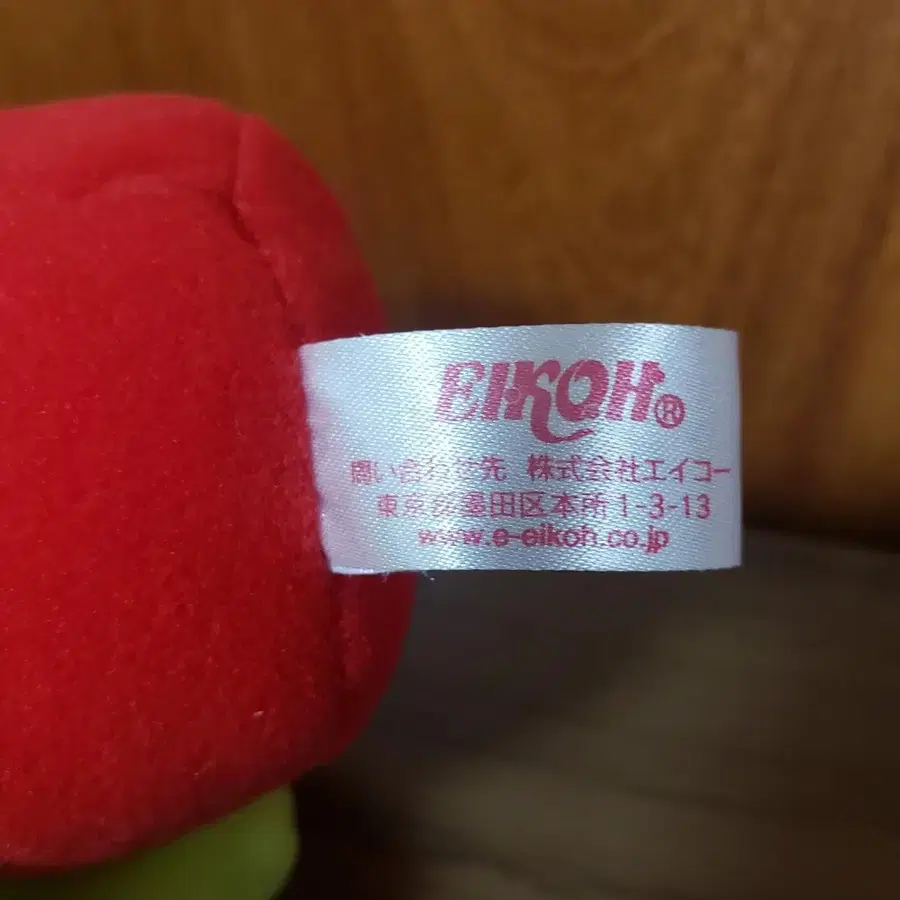 EIKOH®
問い合わせ先 株式会社エイコー
東京都墨田区本所1-3-13
www.e-eikoh.co.jp